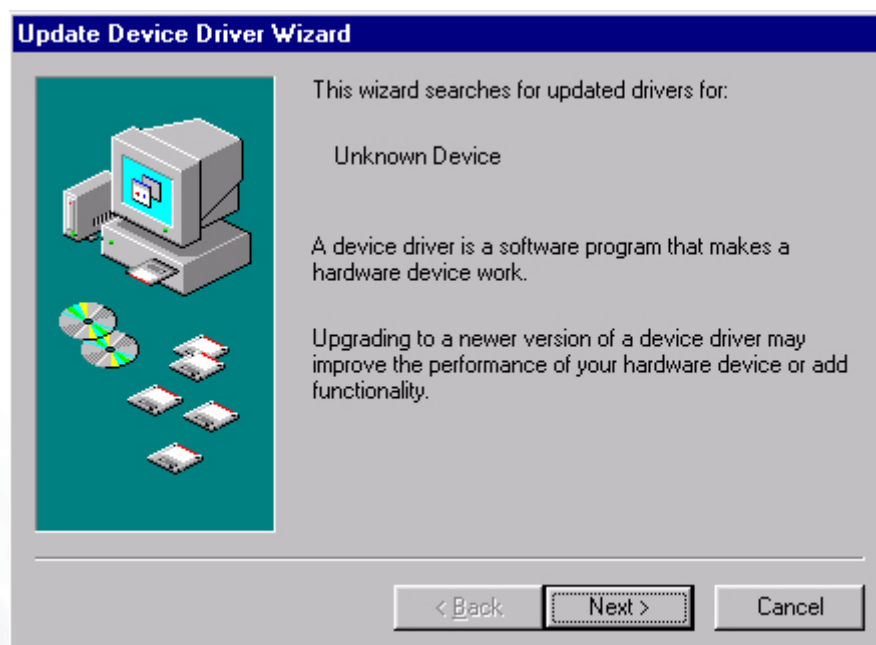 Update Device Driver Wizard
This wizard searches for updated drivers for:
Unknown Device
A device driver is a software program that makes a
hardware device work.
Upgrading to a newer version of a device driver may
improve the performance of your hardware device or add
functionality.
< Back
Next >
Cancel